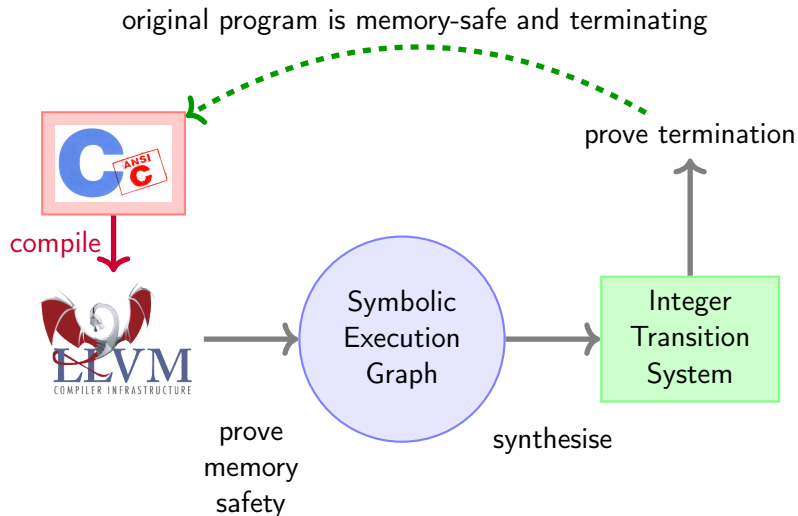 original program is memory-safe and terminating
C
ANSI
C
prove termination
compile
LLVM
COMPILER INFRASTRUCTURE
Symbolic
Execution
Graph
Integer
Transition
System
prove
memory
safety
synthesise